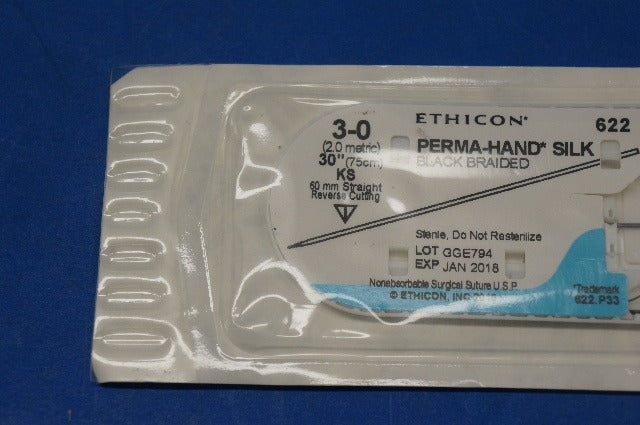 ETHICON*
622
3-0
(2.0 metric)
30" (75cm)
KS
60 mm Straight
Reverse Cutting
PERMA-HAND* SILK
BLACK BRAIDED
Sterile, Do Not Resterilize
LOT GGE794
EXP JAN 2018
Nonabsorbable Surgical Suture U.S.P.
© ETHICON, INC.
*Trademark
622.P33